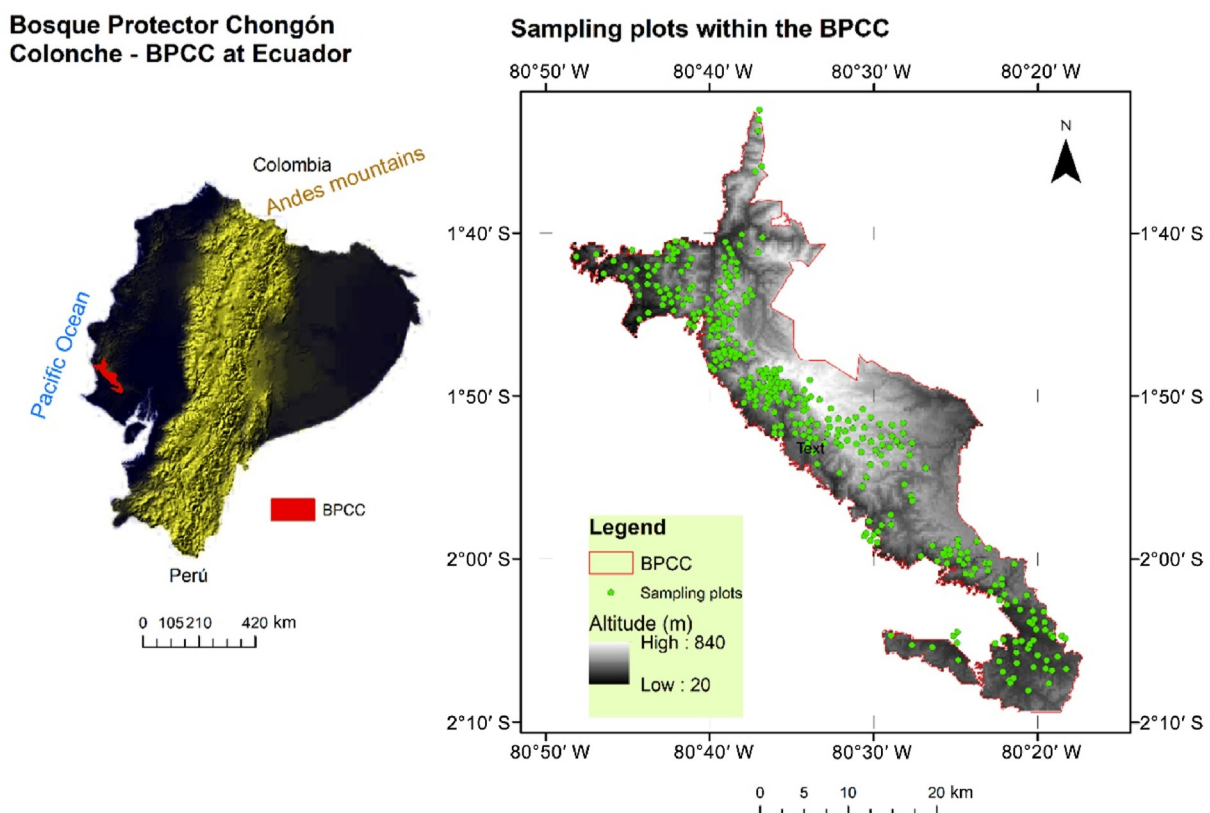 Bosque Protector Chongón
Colonche - BPCC at Ecuador
Colombia
Andes mountains
Pacific Ocean
BPCC
Perú
0 105210 420 km
Sampling plots within the BPCC
80°50' W 80°40' W 80°30' W 80°20' W
N
1°40' S 1°40' S
1°50' S 1°50' S
Text
2°00' S 2°00' S
2°10' S 2°10' S
Legend
BPCC
Sampling plots
Altitude (m)
High : 840
Low : 20
80°50' W 80°40' W 80°30' W 80°20' W
0 5 10 20 km